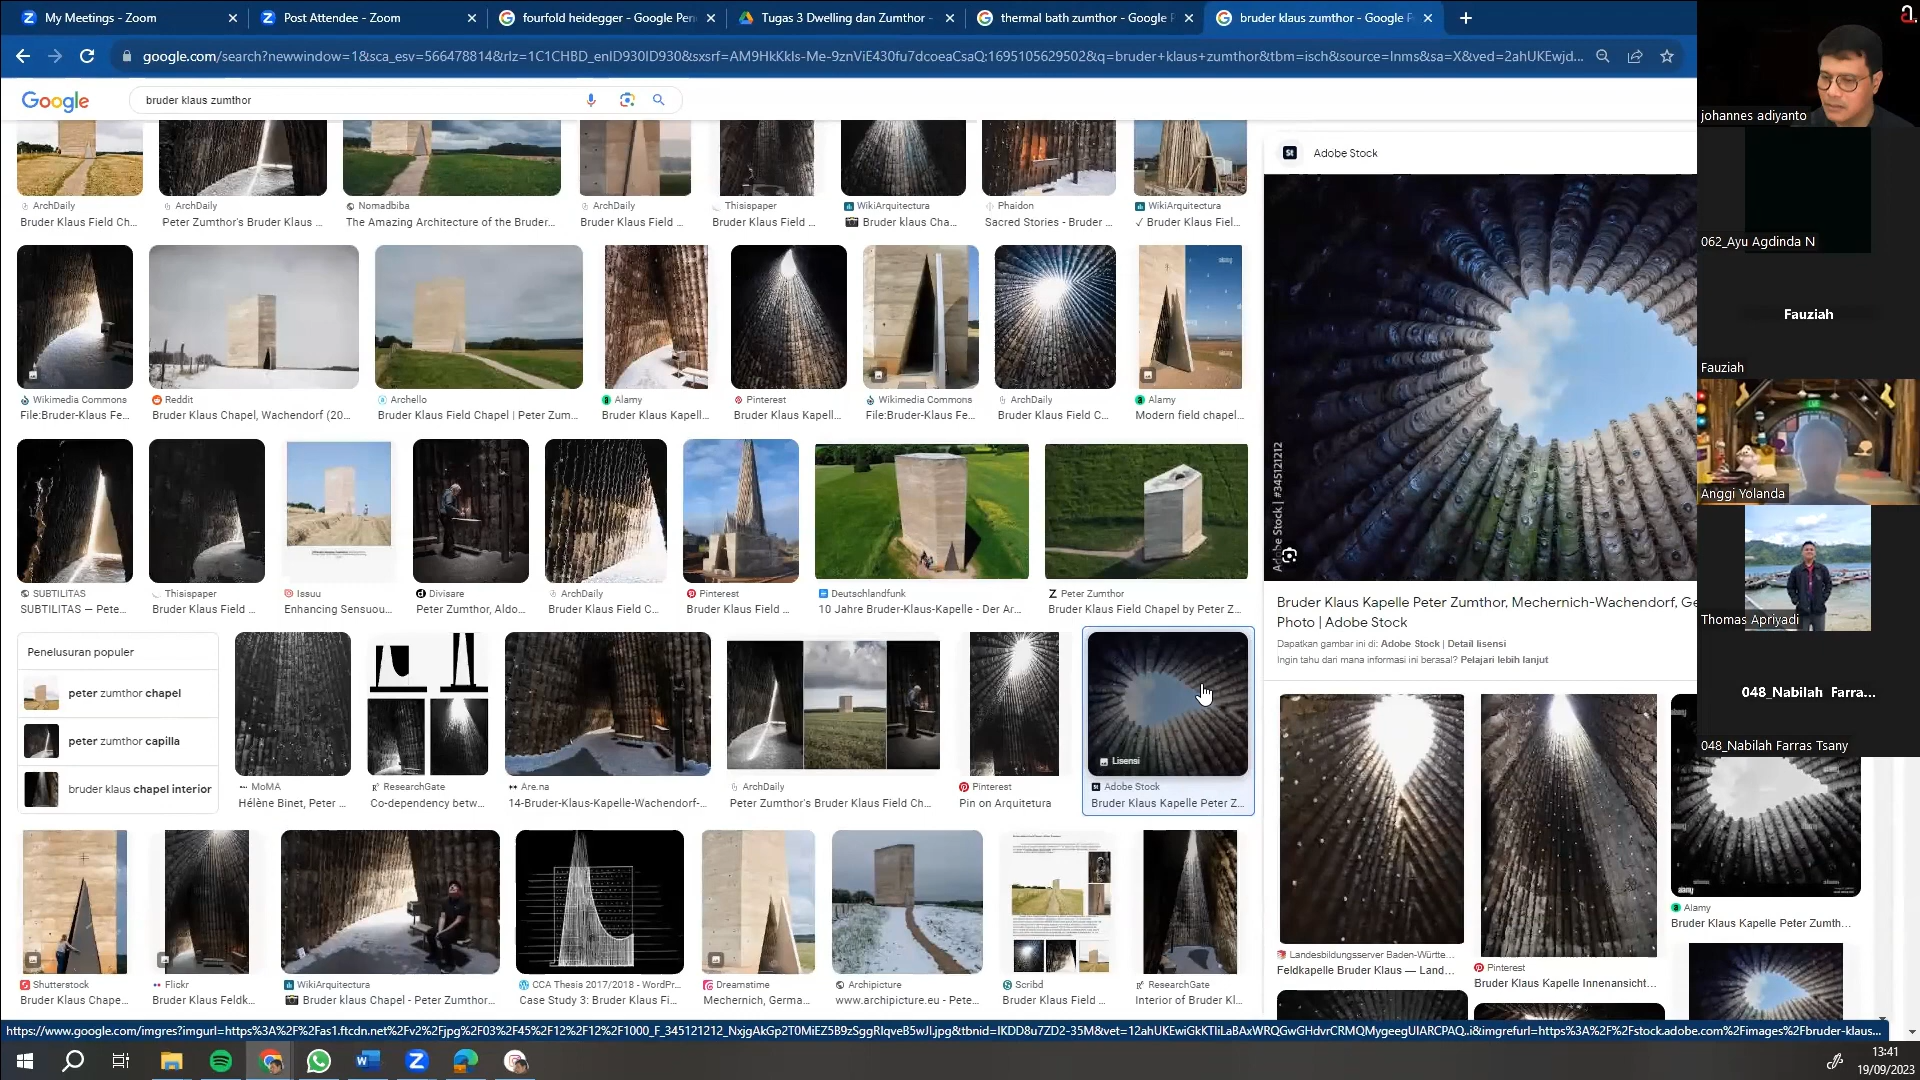 My Meetings - Zoom
Post Attendee - Zoom
fourfold heidegger - Google Pen
Tugas 3 Dwelling dan Zumthor -
thermal bath zumthor - Google P
bruder klaus zumthor - Google P
Google
bruder klaus zumthor
ArchDaily
ArchDaily
Nomadbiba
ArchDaily
Thisispaper
WikiArquitectura
Phaidon
WikiArquitectura
Bruder Klaus Field Ch...
Peter Zumthor's Bruder Klaus ...
The Amazing Architecture of the Bruder...
Bruder Klaus Field ...
Bruder Klaus Field ...
Bruder klaus Cha...
Sacred Stories - Bruder ...
✓ Bruder Klaus Fiel...
Wikimedia Commons
Reddit
Archello
Alamy
Pinterest
Wikimedia Commons
ArchDaily
Alamy
File:Bruder-Klaus Fe...
Bruder Klaus Chapel, Wachendorf (20...
Bruder Klaus Field Chapel | Peter Zum...
Bruder Klaus Kapell...
Bruder Klaus Kapell...
File:Bruder-Klaus Fe...
Bruder Klaus Field C...
Modern field chapel...
SUBTILITAS
Thisispaper
Issuu
Divisare
ArchDaily
Pinterest
Deutschlandfunk
Peter Zumthor
SUBTILITAS — Pete...
Bruder Klaus Field ...
Enhancing Sensuou...
Peter Zumthor, Aldo...
Bruder Klaus Field C...
Bruder Klaus Field ...
10 Jahre Bruder-Klaus-Kapelle - Der Ar...
Bruder Klaus Field Chapel by Peter Z...
Penelusuran populer
peter zumthor chapel
peter zumthor capilla
bruder klaus chapel interior
Lisensi
MoMA
ResearchGate
Are.na
ArchDaily
Pinterest
Adobe Stock
Hélène Binet, Peter ...
Co-dependency betw...
14-Bruder-Klaus-Kapelle-Wachendorf-...
Peter Zumthor's Bruder Klaus Field Ch...
Pin on Arquitetura
Bruder Klaus Kapelle Peter Z...
Shutterstock
Flickr
WikiArquitectura
CCA Thesis 2017/2018 - WordPr...
Dreamstime
Archipicture
Scribd
ResearchGate
Bruder Klaus Chape...
Bruder Klaus Feldk...
Bruder klaus Chapel - Peter Zumthor...
Case Study 3: Bruder Klaus Fi...
Mechernich, Germa...
www.archipicture.eu - Pete...
Bruder Klaus Field ...
Interior of Bruder Kl...
Adobe Stock
Adobe Stock | #345121212
Bruder Klaus Kapelle Peter Zumthor, Mechernich-Wachendorf, Ge
Photo | Adobe Stock
Dapatkan gambar ini di: Adobe Stock | Detail lisensi
Ingin tahu dari mana informasi ini berasal? Pelajari lebih lanjut
Landesbildungsserver Baden-Württe...
Feldkapelle Bruder Klaus — Land...
Pinterest
Bruder Klaus Kapelle Innenansicht...
Alamy
Bruder Klaus Kapelle Peter Zumth...
johannes adiyanto
062_Ayu Agdinda N
Fauziah
Fauziah
Anggi Yolanda
Thomas Apriyadi
048_Nabilah Farra...
048_Nabilah Farras Tsany
13:41
19/09/2023